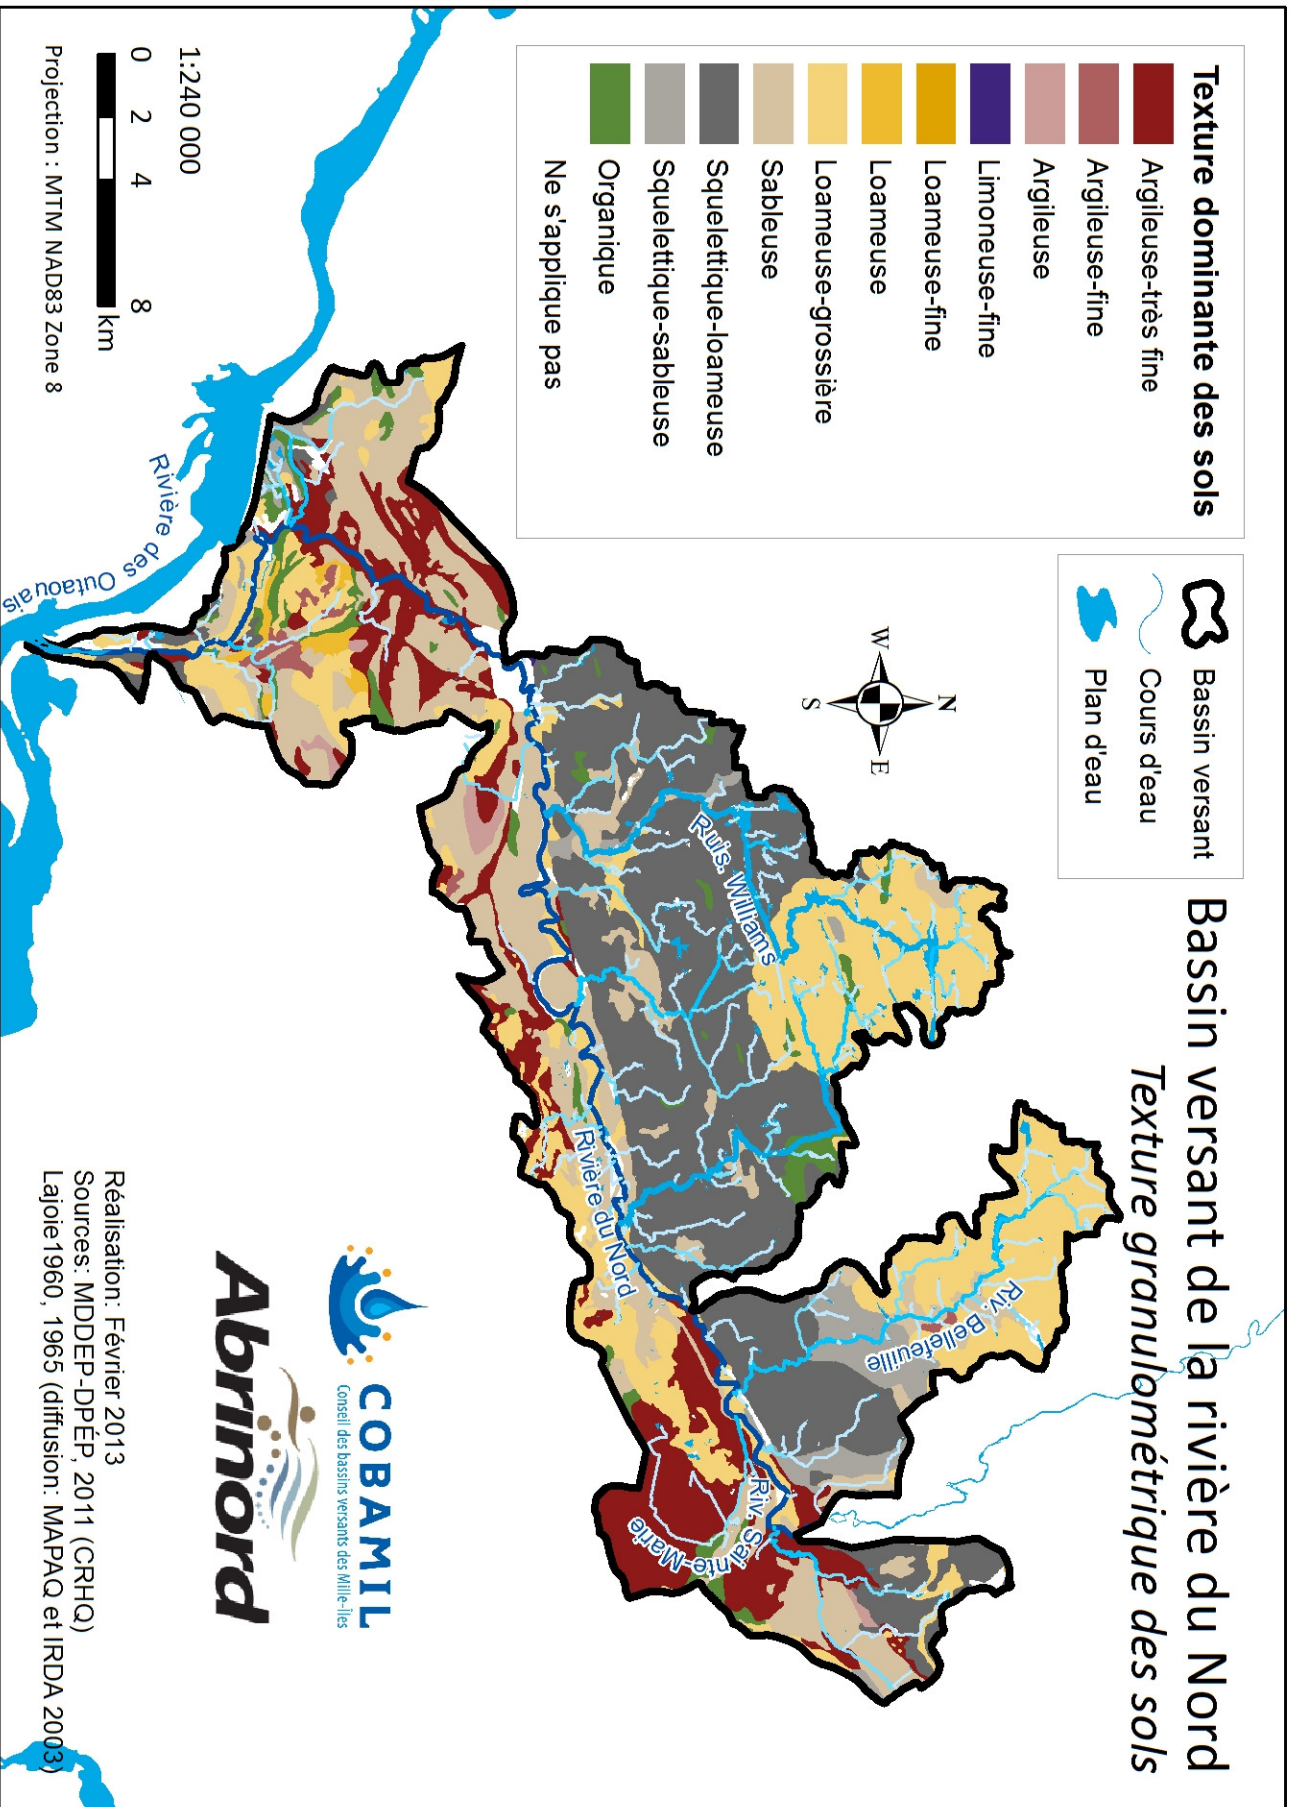 Bassin versant de la rivière du Nord
Texture granulométrique des sols
Texture dominante des sols
Argileuse-très fine
Argileuse-fine
Argileuse
Limoneuse-fine
Loameuse-fine
Loameuse
Loameuse-grossière
Sableuse
Squelettique-loameuse
Squelettique-sableuse
Organique
Ne s'applique pas
Bassin versant
Cours d'eau
Plan d'eau
N
W
E
S
Ruis. Williams
Riv. Bellefeuille
Rivière du Nord
Riv. Sainte-Marie
Rivière des Outaouais
1:240 000
0 2 4 8
km
Projection : MTM NAD83 Zone 8
COBAMIL
Conseil des bassins versants des Mille-Îles
Abrinord
Réalisation: Février 2013
Sources: MDDEP-DPÉP, 2011 (CRHQ)
Lajoie1960, 1965 (diffusion: MAPAQ et IRDA 2003)